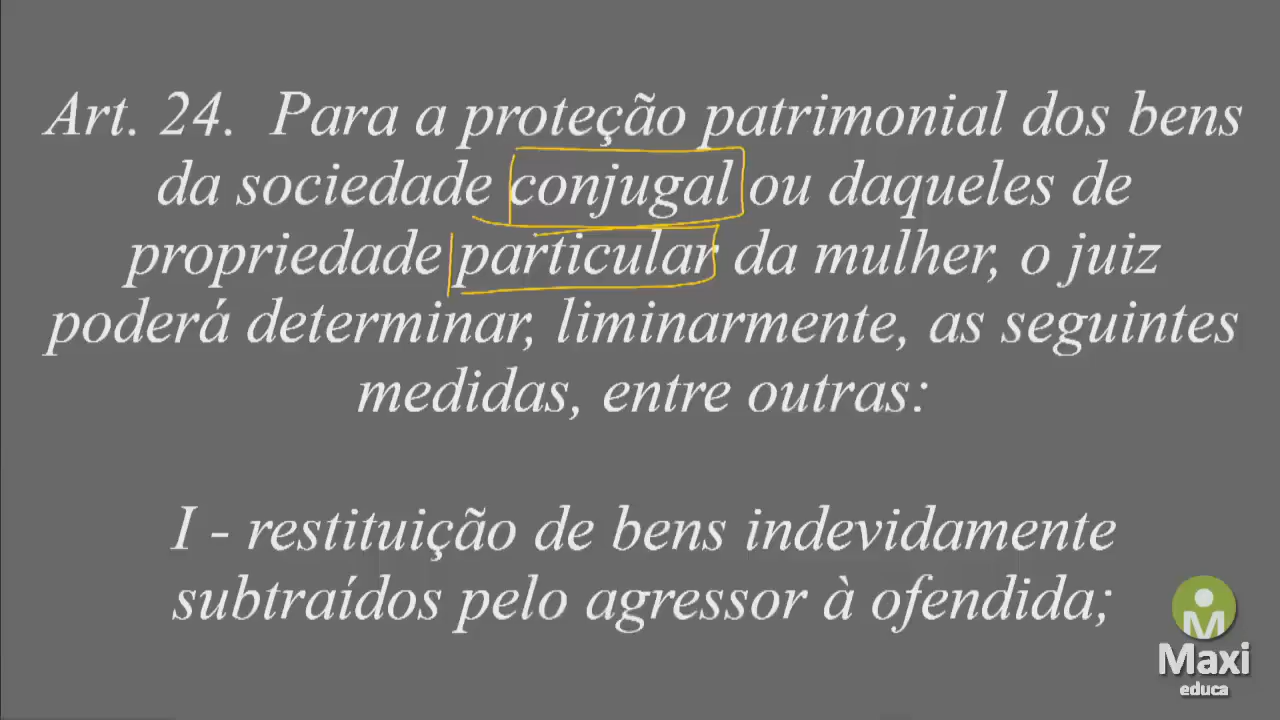 Art. 24. Para a proteção patrimonial dos bens
da sociedade conjugal ou daqueles de
propriedade particular da mulher, o juiz
poderá determinar, liminarmente, as seguintes
medidas, entre outras:
I - restituição de bens indevidamente
subtraídos pelo agressor à ofendida;
M
Maxi
educa